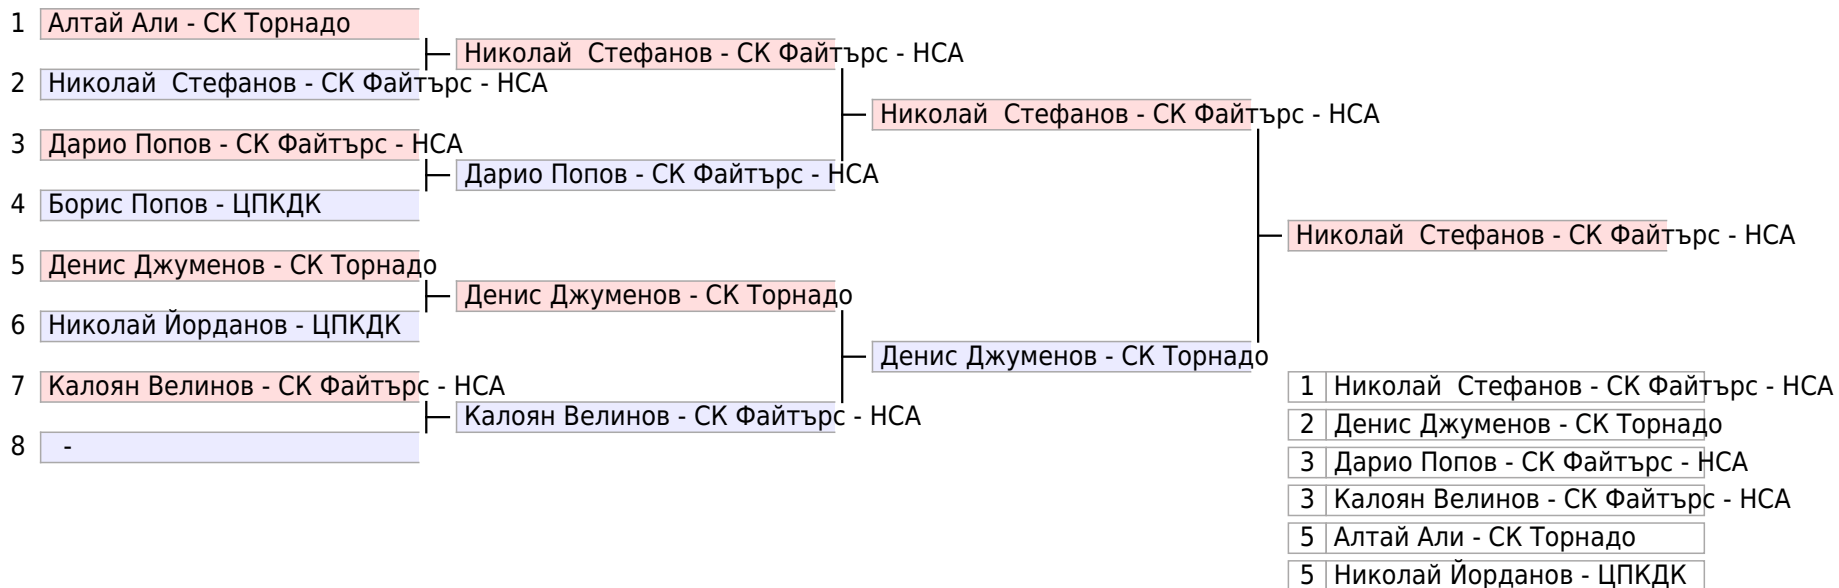 1 Алтай Али - СК Торнадо
2 Николай  Стефанов - СК Файтърс - НСА
3 Дарио Попов - СК Файтърс - НСА
4 Борис Попов - ЦПКДК
5 Денис Джуменов - СК Торнадо
6 Николай Йорданов - ЦПКДК
7 Калоян Велинов - СК Файтърс - НСА
8 -
Николай  Стефанов - СК Файтърс - НСА
Дарио Попов - СК Файтърс - НСА
Денис Джуменов - СК Торнадо
Калоян Велинов - СК Файтърс - НСА
Николай  Стефанов - СК Файтърс - НСА
Денис Джуменов - СК Торнадо
Николай  Стефанов - СК Файтърс - НСА
1 Николай  Стефанов - СК Файтърс - НСА
2 Денис Джуменов - СК Торнадо
3 Дарио Попов - СК Файтърс - НСА
3 Калоян Велинов - СК Файтърс - НСА
5 Алтай Али - СК Торнадо
5 Николай Йорданов - ЦПКДК